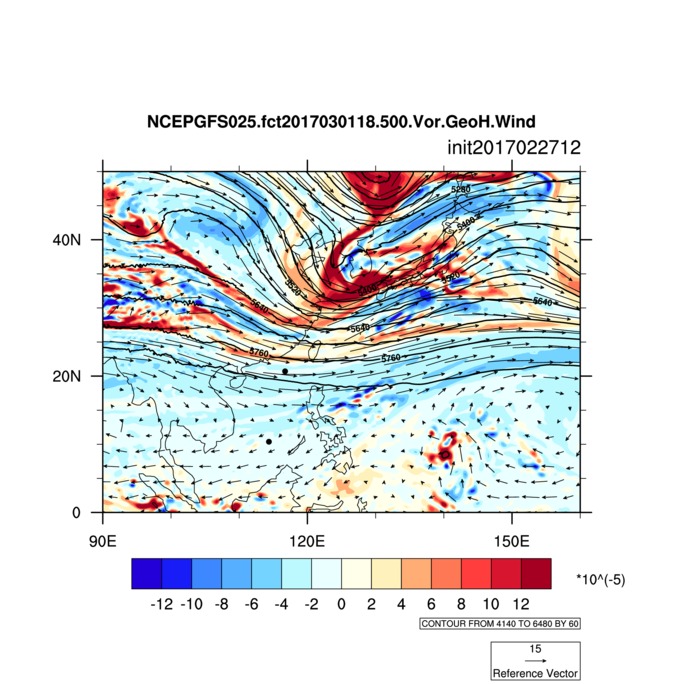 NCEPGFS025.fct2017030118.500.Vor.GeoH.Wind
init2017022712
5280
5400
5520
5520
5640
5640
5640
5760
5760
40N
20N
0
90E
120E
150E
-12 -10 -8 -6 -4 -2 0 2 4 6 8 10 12
*10^(-5)
CONTOUR FROM 4140 TO 6480 BY 60
15
Reference Vector